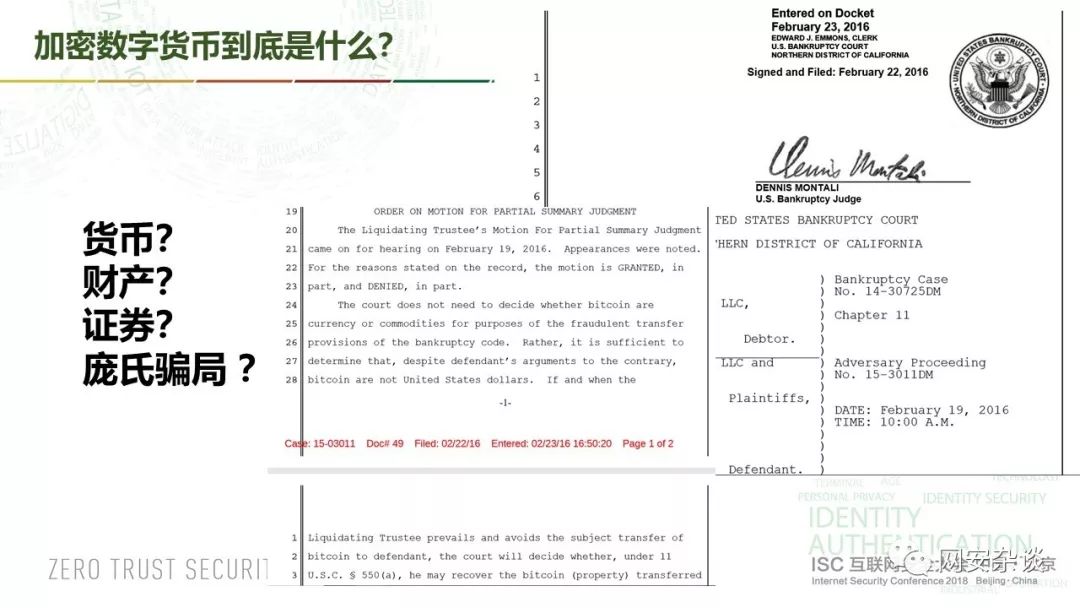 加密数字货币到底是什么?
货币?
财产?
证券?
庞氏骗局?
Entered on Docket
February 23, 2016
EDWARD J. EMMONS, CLERK
U.S. BANKRUPTCY COURT
NORTHERN DISTRICT OF CALIFORNIA
Signed and Filed: February 22, 2016
UNITED STATES BANKRUPTCY COURT
NORTHERN DISTRICT OF CALIFORNIA
1
2
3
4
5
6
Dennis Montali
DENNIS MONTALI
U.S. Bankruptcy Judge
TED STATES BANKRUPTCY COURT
HERN DISTRICT OF CALIFORNIA
) Bankruptcy Case
) No. 14-30725DM
LLC, )
) Chapter 11
)
Debtor. )
)
LLC and ) Adversary Proceeding
) No. 15-3011DM
)
Plaintiffs, )
) DATE: February 19, 2016
) TIME: 10:00 A.M.
)
)
)
Defendant. )
19 ORDER ON MOTION FOR PARTIAL SUMMARY JUDGMENT
20 The Liquidating Trustee's Motion For Partial Summary Judgment
21 came on for hearing on February 19, 2016. Appearances were noted.
22 For the reasons stated on the record, the motion is GRANTED, in
23 part, and DENIED, in part.
24 The court does not need to decide whether bitcoin are
25 currency or commodities for purposes of the fraudulent transfer
26 provisions of the bankruptcy code. Rather, it is sufficient to
27 determine that, despite defendant's arguments to the contrary,
28 bitcoin are not United States dollars. If and when the
-1-
Case: 15-03011 Doc# 49 Filed: 02/22/16 Entered: 02/23/16 16:50:20 Page 1 of 2
1 Liquidating Trustee prevails and avoids the subject transfer of
2 bitcoin to defendant, the court will decide whether, under 11
3 U.S.C. § 550(a), he may recover the bitcoin (property) transferred
ZERO TRUST SECURIT
TERMINAL AGE
TECHNOLOGY
PERSONAL PRIVACY IDENTITY SECURITY
IDENTITY
AUTHENTICATION
网安杂谈
ISC 互联网
京
Internet Security Conference 2018 Beijing·China